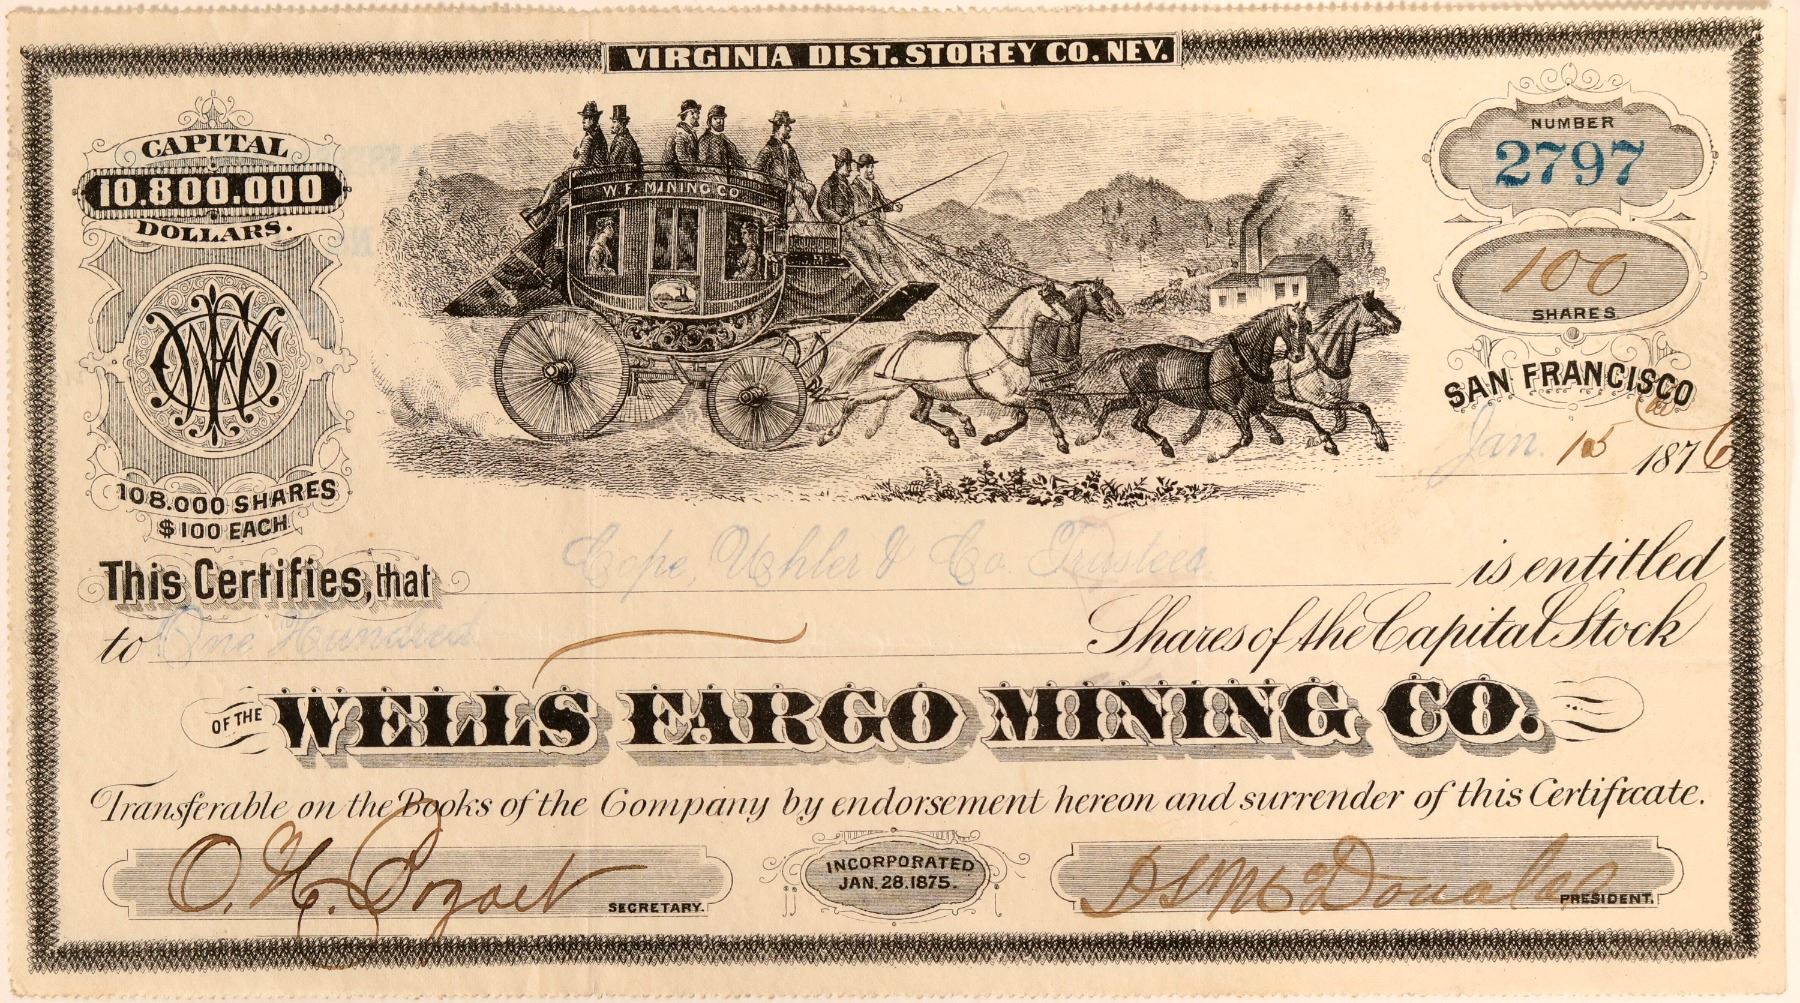 VIRGINIA DIST. STOREY CO. NEV.
CAPITAL
10.800.000
DOLLARS.
WFC
108.000 SHARES
$100 EACH
W. F. MINING CO
NUMBER
2797
100
SHARES
SAN FRANCISCO
Jan. 15 1876
This Certifies, that Cope, Uhler & Co. Trustees is entitled
to One Hundred Shares of the Capital Stock
OF THE WELLS FARGO MINING CO.
Transferable on the Books of the Company by endorsement hereon and surrender of this Certificate.
O. H. Bogart SECRETARY.
INCORPORATED
JAN. 28. 1875.
D L McDonald PRESIDENT.